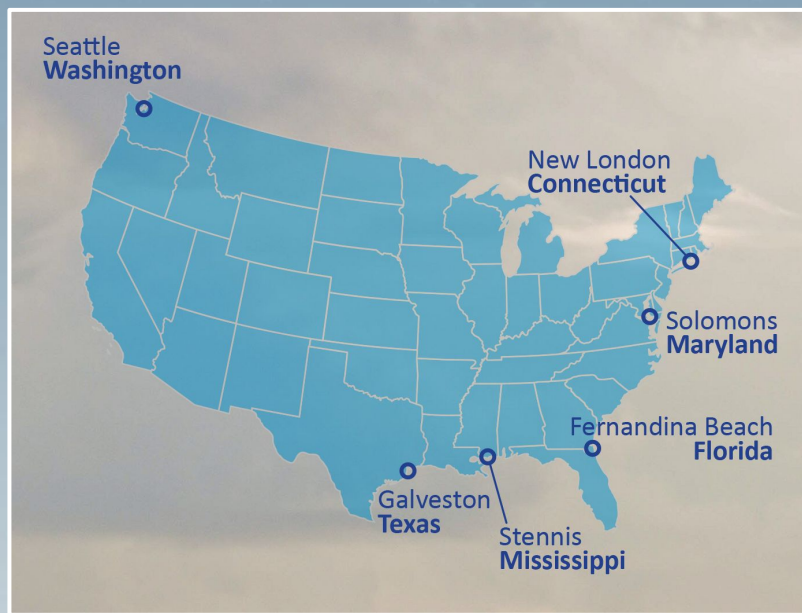 Seattle
Washington
New London
Connecticut
Solomons
Maryland
Fernandina Beach
Florida
Galveston
Texas
Stennis
Mississippi